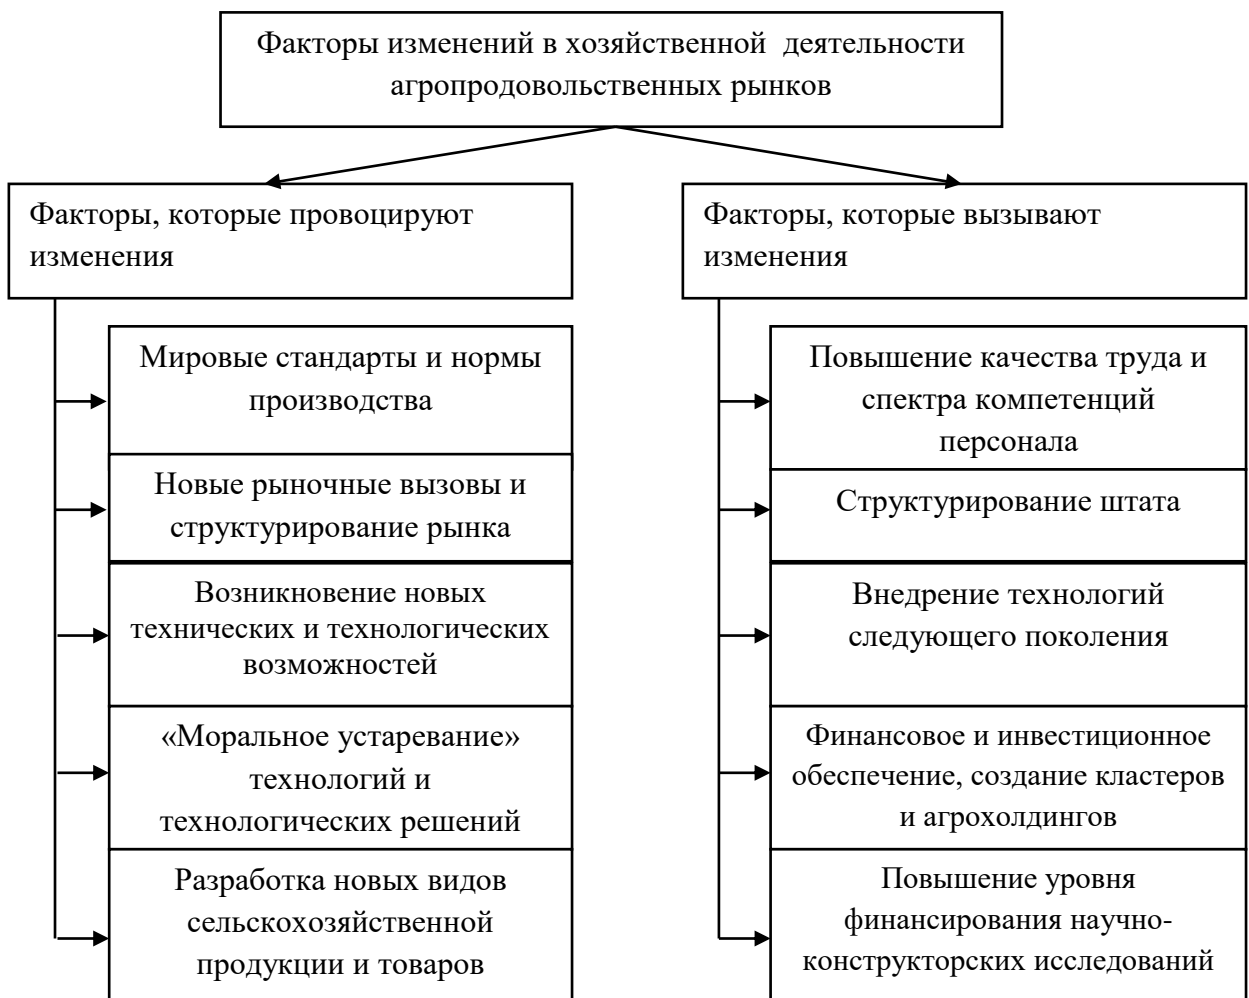 Факторы изменений в хозяйственной деятельности
агропродовольственных рынков
Факторы, которые провоцируют
изменения
Мировые стандарты и нормы
производства
Новые рыночные вызовы и
структурирование рынка
Возникновение новых
технических и технологических
возможностей
«Моральное устаревание»
технологий и
технологических решений
Разработка новых видов
сельскохозяйственной
продукции и товаров
Факторы, которые вызывают
изменения
Повышение качества труда и
спектра компетенций
персонала
Структурирование штата
Внедрение технологий
следующего поколения
Финансовое и инвестиционное
обеспечение, создание кластеров
и агрохолдингов
Повышение уровня
финансирования научно-
конструкторских исследований